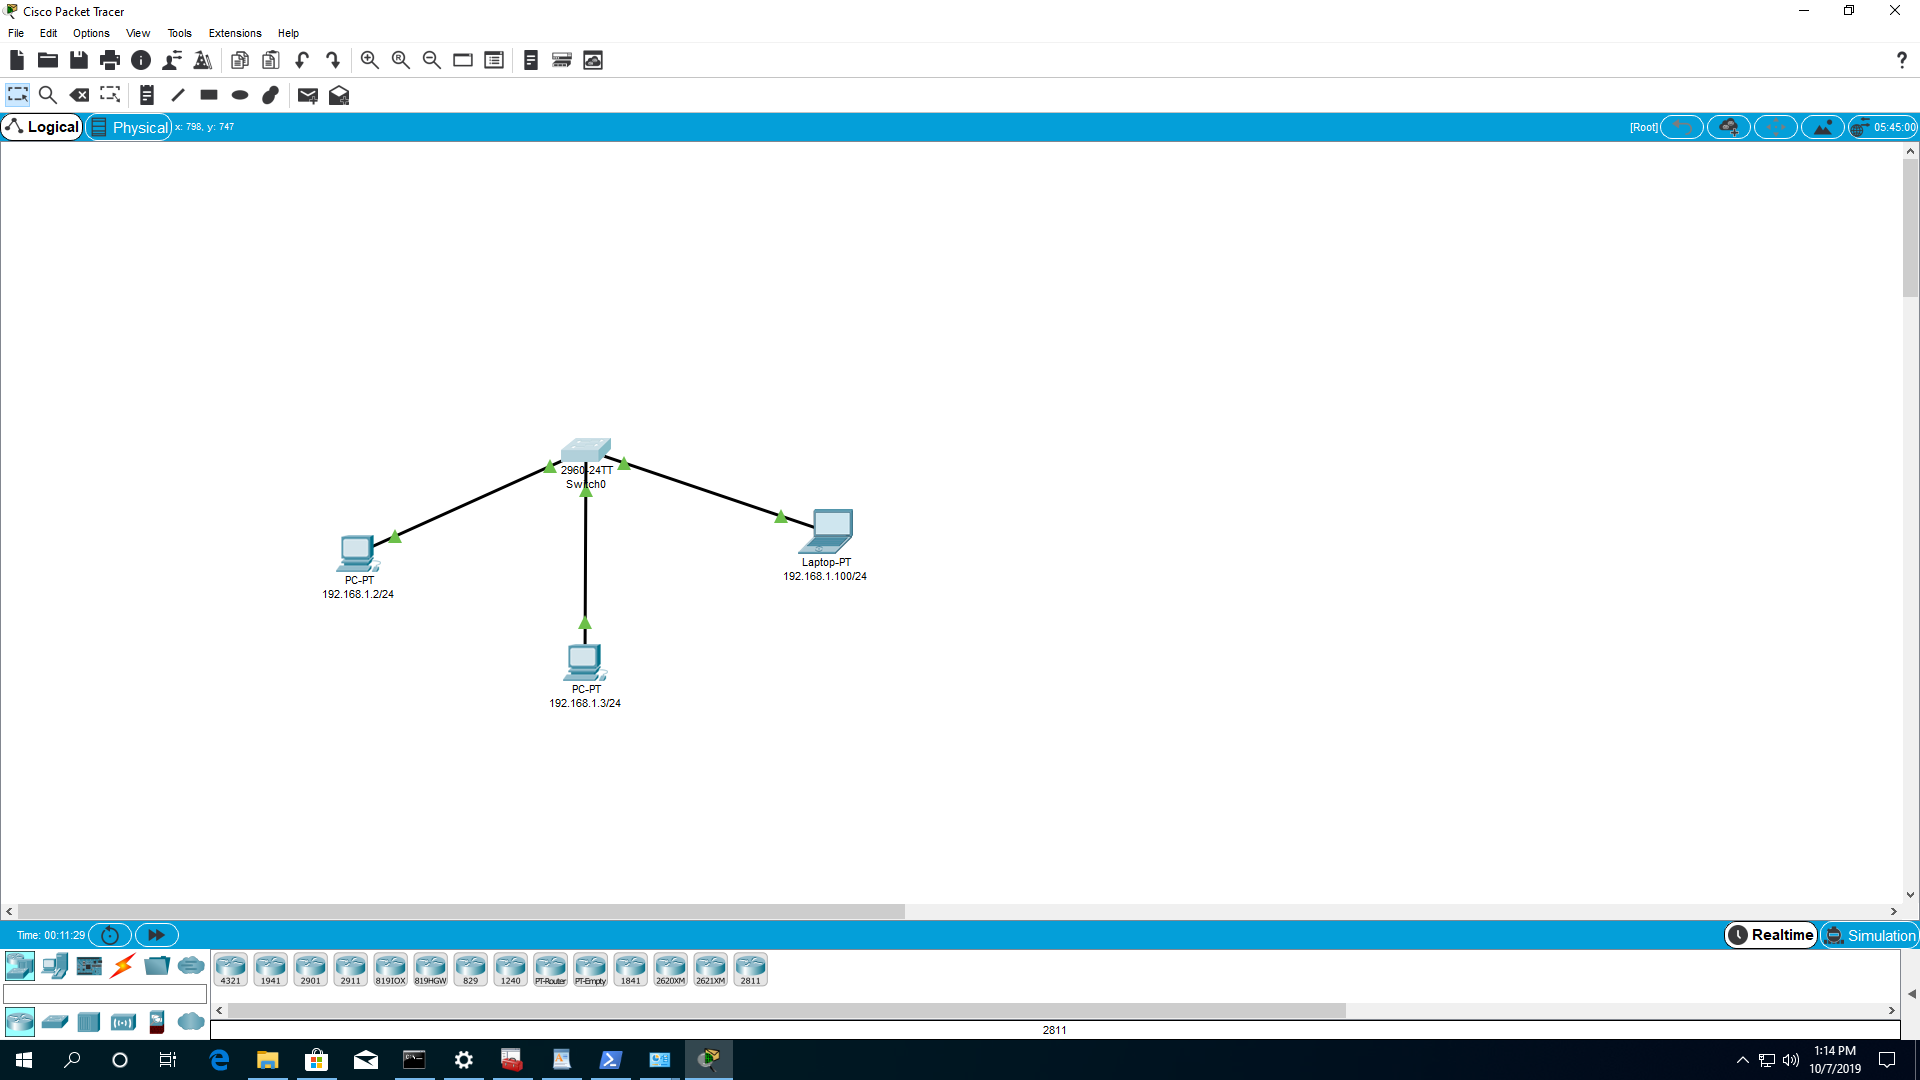 Cisco Packet Tracer
File Edit Options View Tools Extensions Help
?
Logical Physical x: 798, y: 747 [Root] 05:45:00
2960-24TT
Switch0
Laptop-PT
192.168.1.100/24
PC-PT
192.168.1.2/24
PC-PT
192.168.1.3/24
Time: 00:11:29 Realtime Simulation
4321 1941 2901 2911 819IOX 819HGW 829 1240 PT-Router PT-Empty 1841 2620XM 2621XM 2811
2811
1:14 PM
10/7/2019